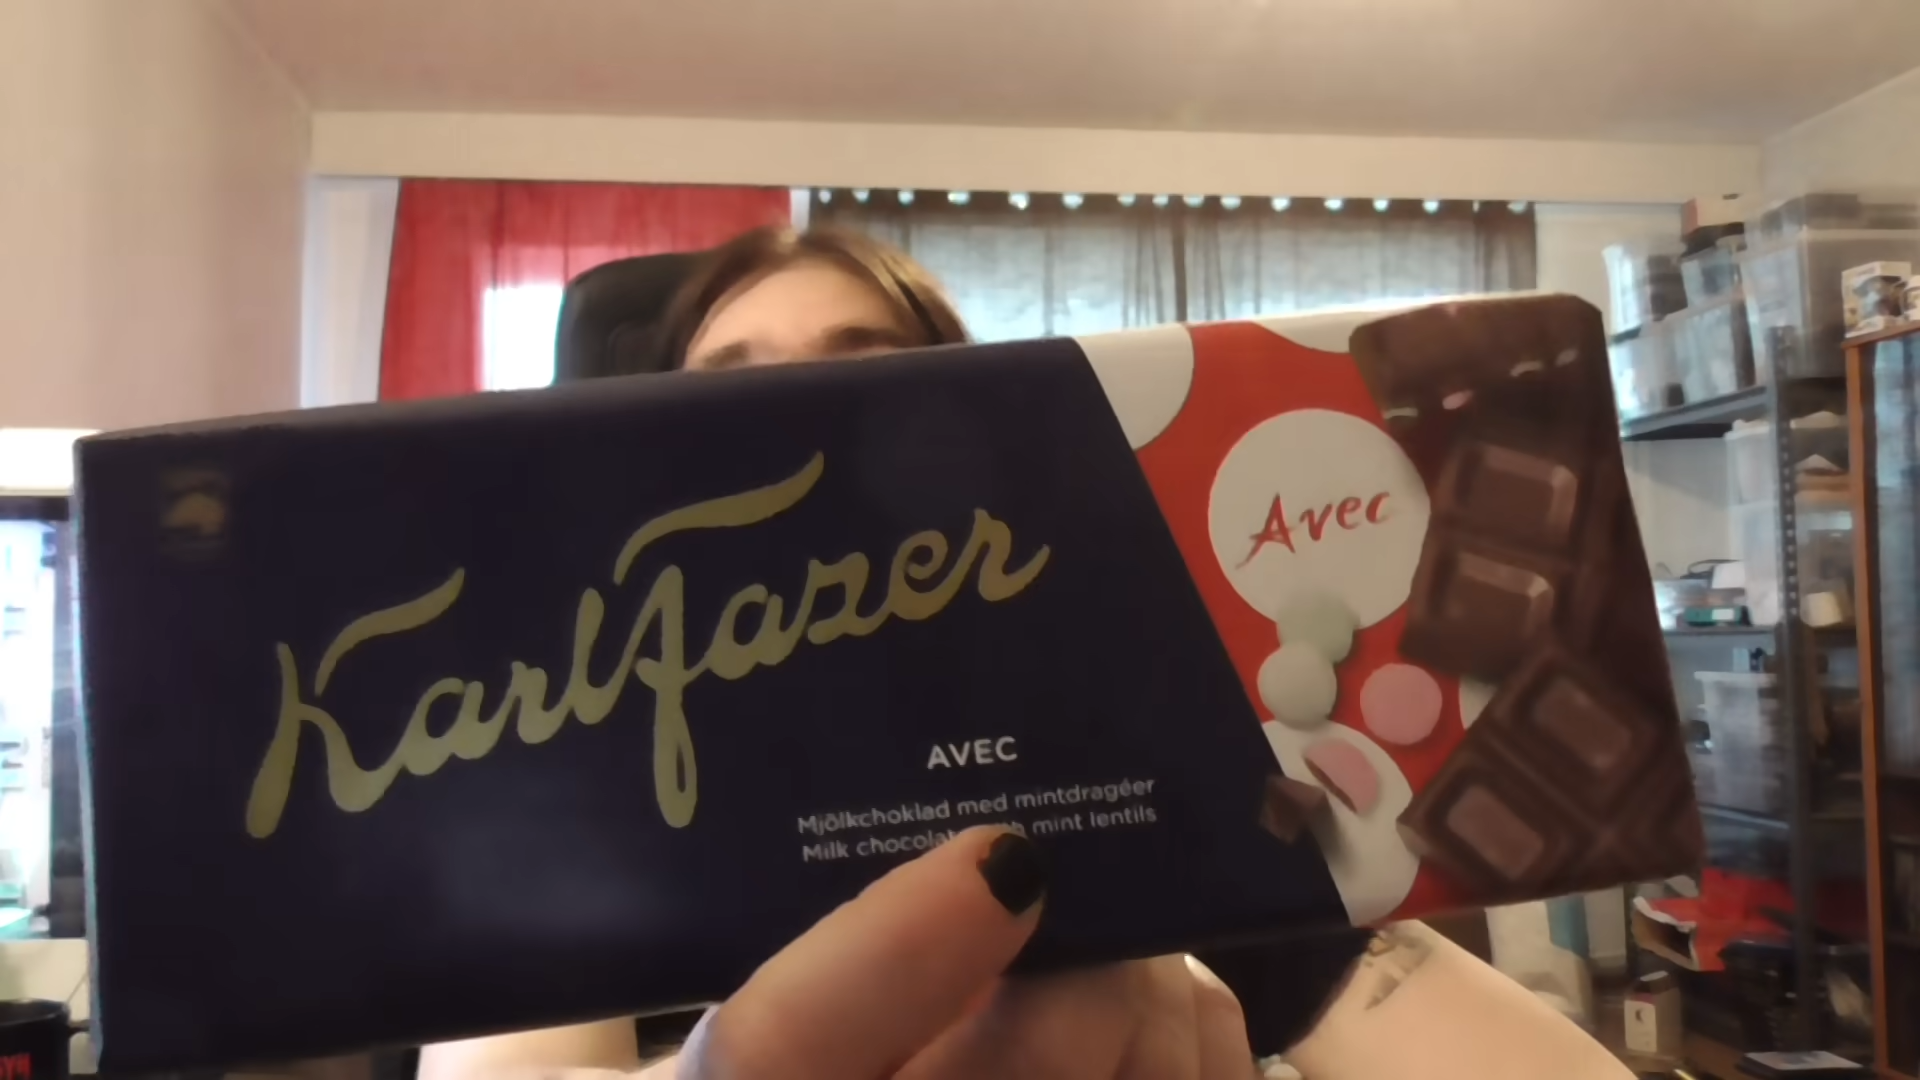 Karl Fazer
Avec
AVEC
Mjölkchoklad med mintdragéer
Milk chocolate mint lentils